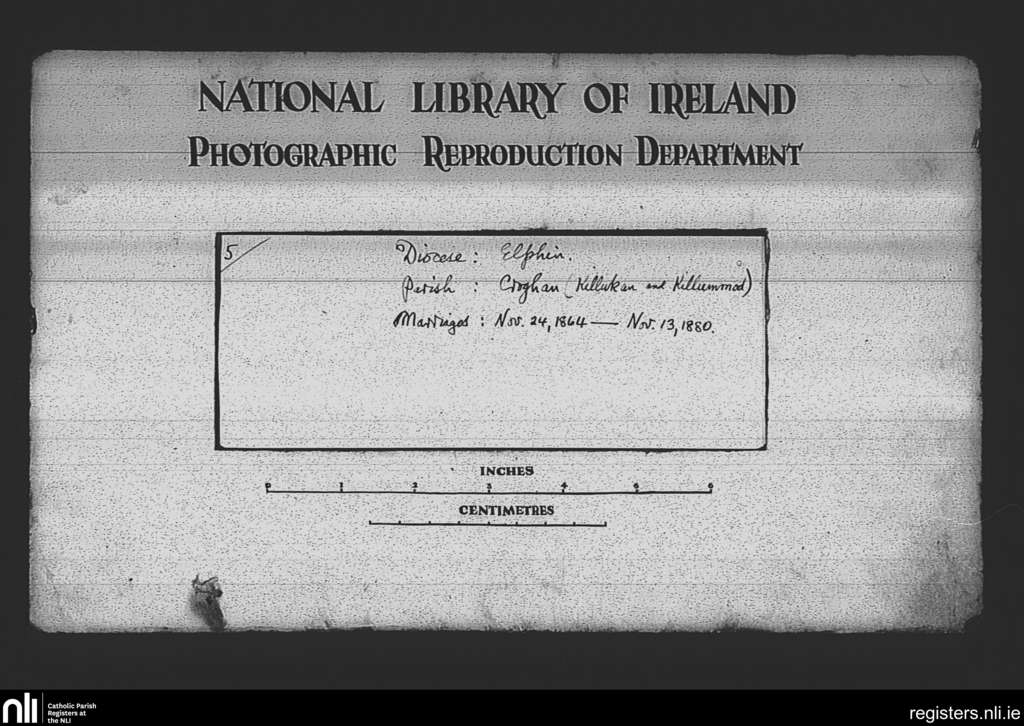 NATIONAL LIBRARY OF IRELAND
PHOTOGRAPHIC REPRODUCTION DEPARTMENT
5
Diocese: Elphin.
Parish : Croghan (Killukan and Killummod)
Marriages : Nov. 24, 1864 — Nov. 13, 1880.
INCHES
0 1 2 3 4 5 6
CENTIMETRES
nli
Catholic Parish
Registers at
the NLI
registers.nli.ie